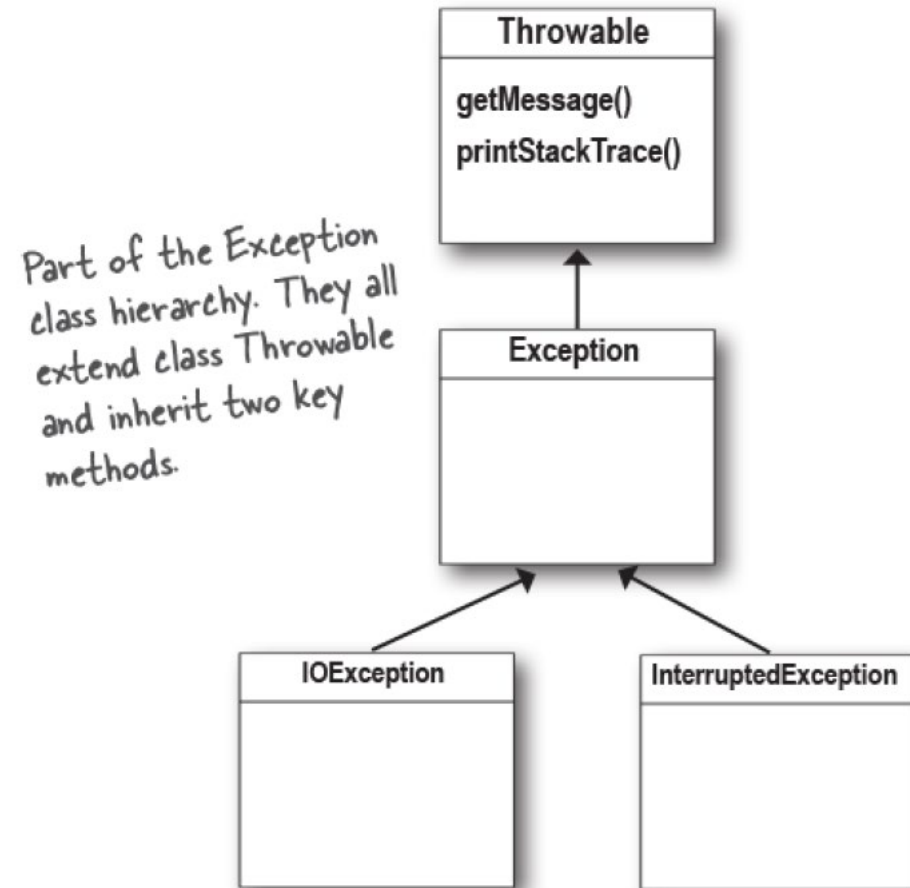 Throwable
getMessage()
printStackTrace()
Part of the Exception
class hierarchy. They all
extend class Throwable
and inherit two key
methods.
Exception
IOException
InterruptedException